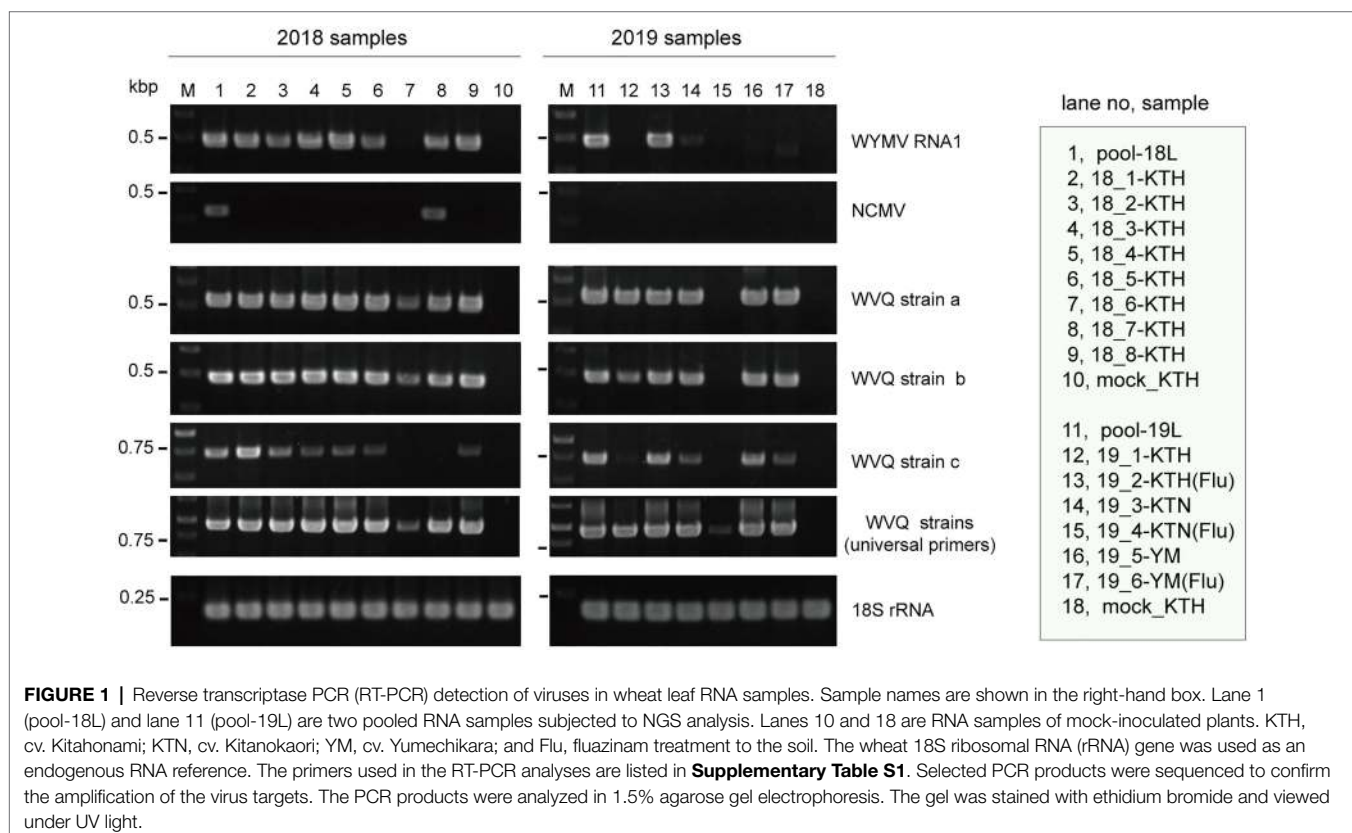 2018 samples
2019 samples
kbp M 1 2 3 4 5 6 7 8 9 10
M 11 12 13 14 15 16 17 18
0.5
WYMV RNA1
0.5
NCMV
0.5
WVQ strain a
0.5
WVQ strain b
0.75
WVQ strain c
0.75
WVQ strains
(universal primers)
0.25
18S rRNA
lane no, sample
1, pool-18L
2, 18_1-KTH
3, 18_2-KTH
4, 18_3-KTH
5, 18_4-KTH
6, 18_5-KTH
7, 18_6-KTH
8, 18_7-KTH
9, 18_8-KTH
10, mock_KTH
11, pool-19L
12, 19_1-KTH
13, 19_2-KTH(Flu)
14, 19_3-KTN
15, 19_4-KTN(Flu)
16, 19_5-YM
17, 19_6-YM(Flu)
18, mock_KTH
FIGURE 1 | Reverse transcriptase PCR (RT-PCR) detection of viruses in wheat leaf RNA samples. Sample names are shown in the right-hand box. Lane 1
(pool-18L) and lane 11 (pool-19L) are two pooled RNA samples subjected to NGS analysis. Lanes 10 and 18 are RNA samples of mock-inoculated plants. KTH,
cv. Kitahonami; KTN, cv. Kitanokaori; YM, cv. Yumechikara; and Flu, fluazinam treatment to the soil. The wheat 18S ribosomal RNA (rRNA) gene was used as an
endogenous RNA reference. The primers used in the RT-PCR analyses are listed in Supplementary Table S1. Selected PCR products were sequenced to confirm
the amplification of the virus targets. The PCR products were analyzed in 1.5% agarose gel electrophoresis. The gel was stained with ethidium bromide and viewed
under UV light.